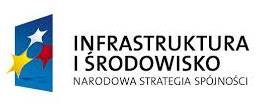 INFRASTRUKTURA
I ŚRODOWISKO
NARODOWA STRATEGIA SPÓJNOŚCI